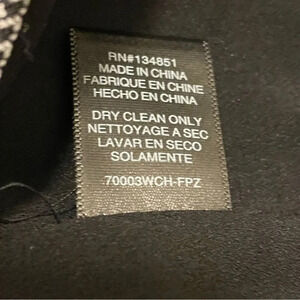 RN#134851
MADE IN CHINA
FABRIQUE EN CHINE
HECHO EN CHINA
DRY CLEAN ONLY
NETTOYAGE A SEC
LAVAR EN SECO
SOLAMENTE
70003WCH-FPZ